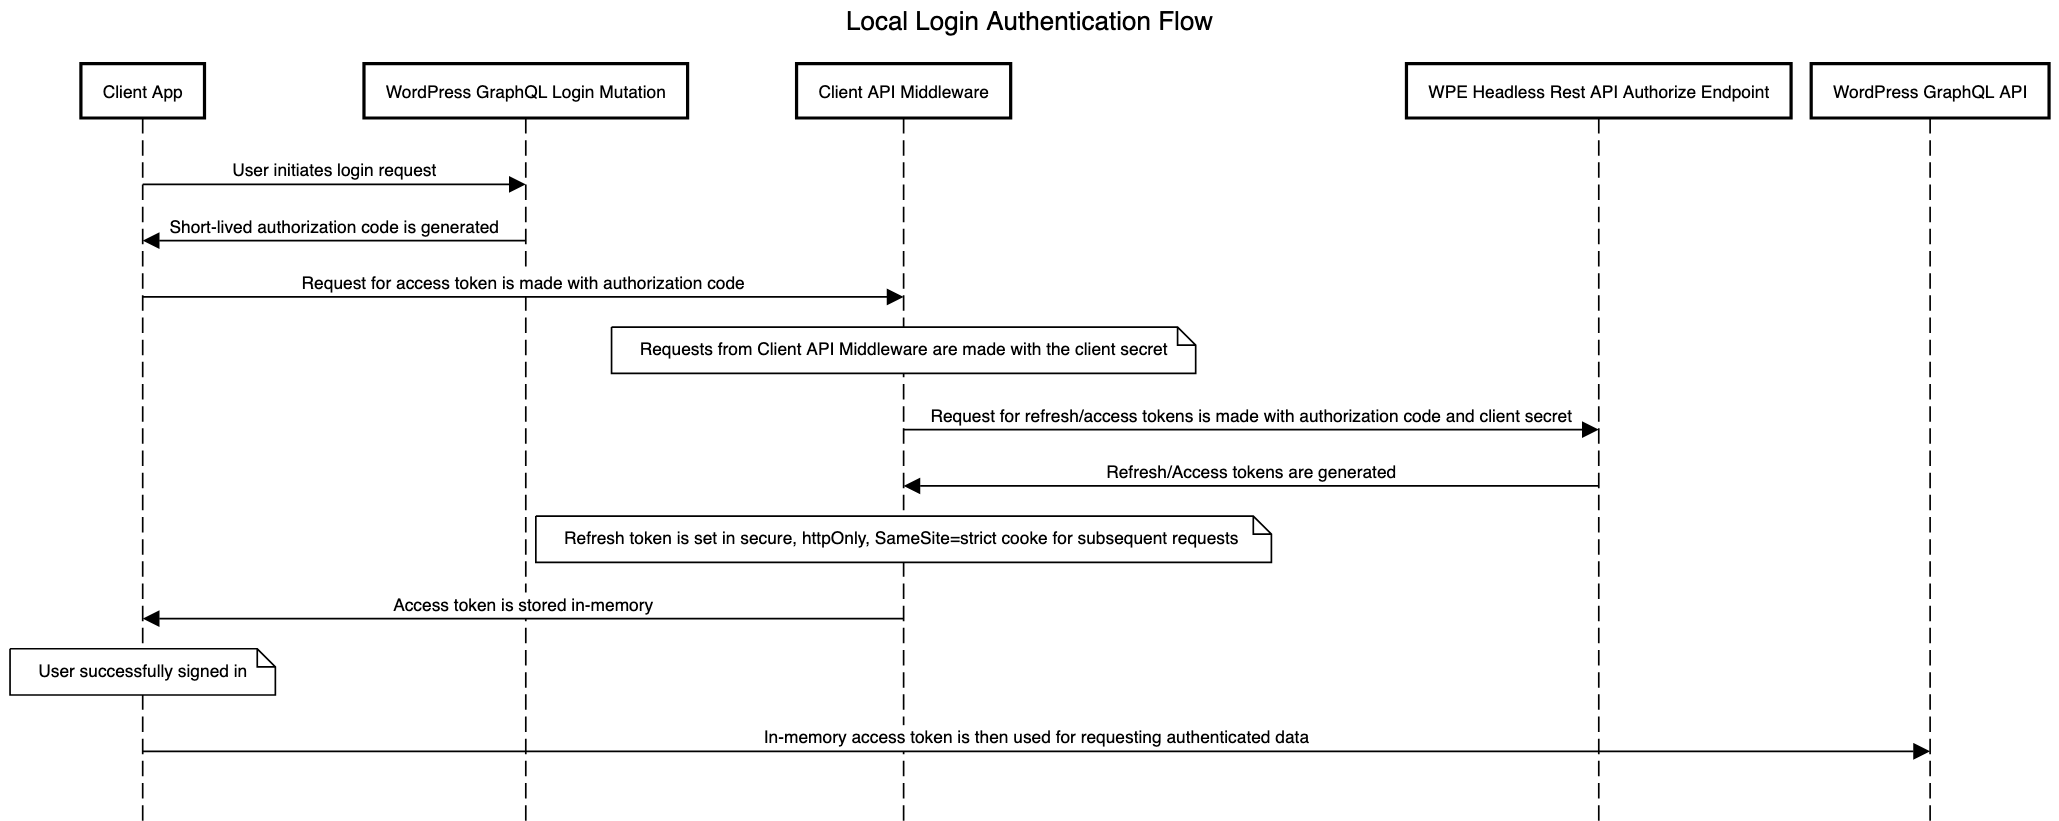 Local Login Authentication Flow
Client App
WordPress GraphQL Login Mutation
Client API Middleware
WPE Headless Rest API Authorize Endpoint
WordPress GraphQL API
User initiates login request
Short-lived authorization code is generated
Request for access token is made with authorization code
Requests from Client API Middleware are made with the client secret
Request for refresh/access tokens is made with authorization code and client secret
Refresh/Access tokens are generated
Refresh token is set in secure, httpOnly, SameSite=strict cooke for subsequent requests
Access token is stored in-memory
User successfully signed in
In-memory access token is then used for requesting authenticated data